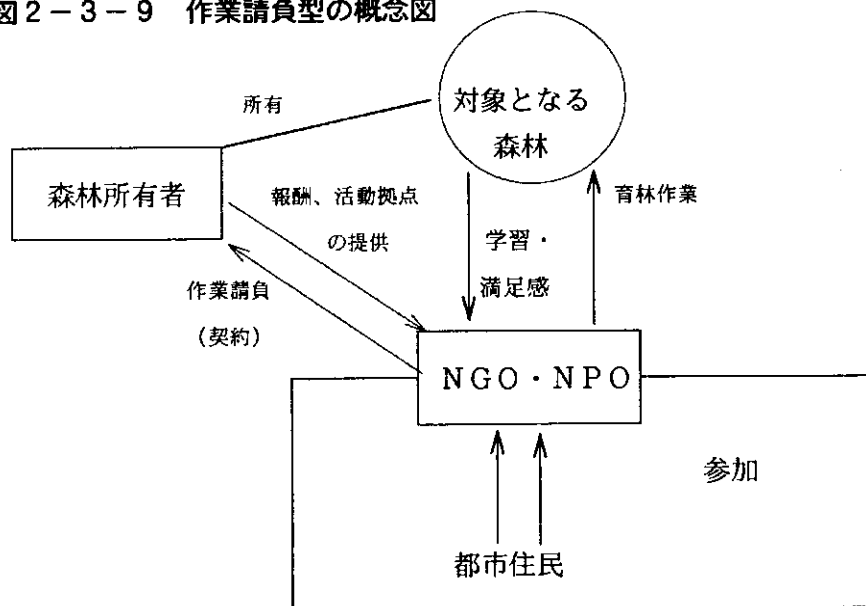 図２－３－９　作業請負型の概念図
所有
対象となる
森林
森林所有者
報酬、活動拠点
の提供
育林作業
学習・
満足感
作業請負
（契約）
ＮＧＯ・ＮＰＯ
参加
都市住民